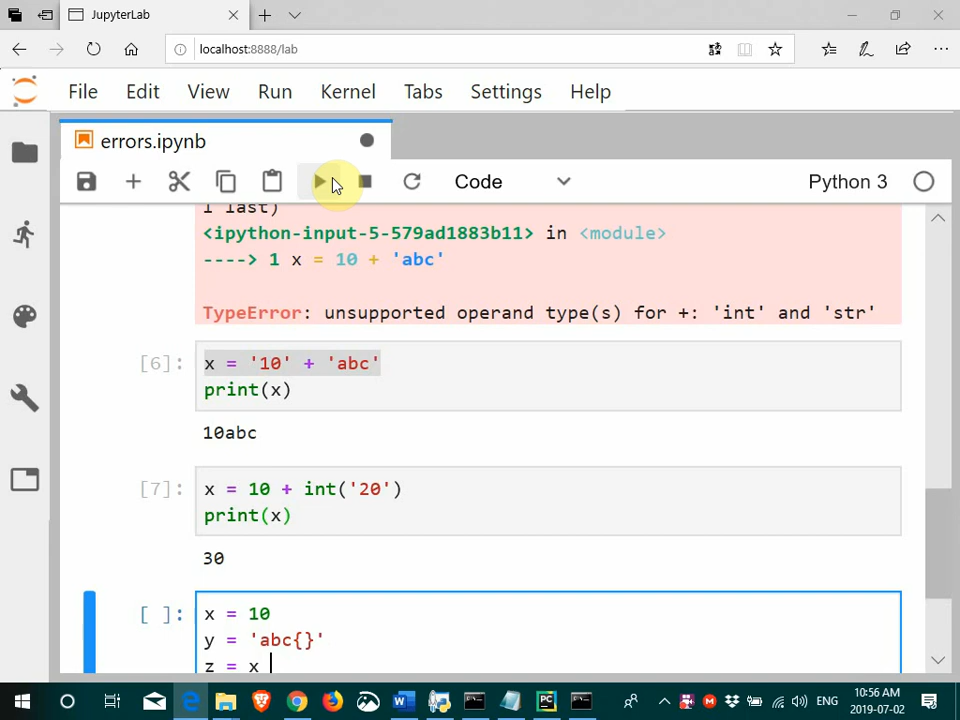 JupyterLab
localhost:8888/lab
File Edit View Run Kernel Tabs Settings Help
errors.ipynb
Code
Python 3
l last)
<ipython-input-5-579ad1883b11> in <module>
----> 1 x = 10 + 'abc'
TypeError: unsupported operand type(s) for +: 'int' and 'str'
[6]: x = '10' + 'abc'
print(x)
10abc
[7]: x = 10 + int('20')
print(x)
30
[ ]: x = 10
y = 'abc{}'
z = x
ENG
10:56 AM
2019-07-02